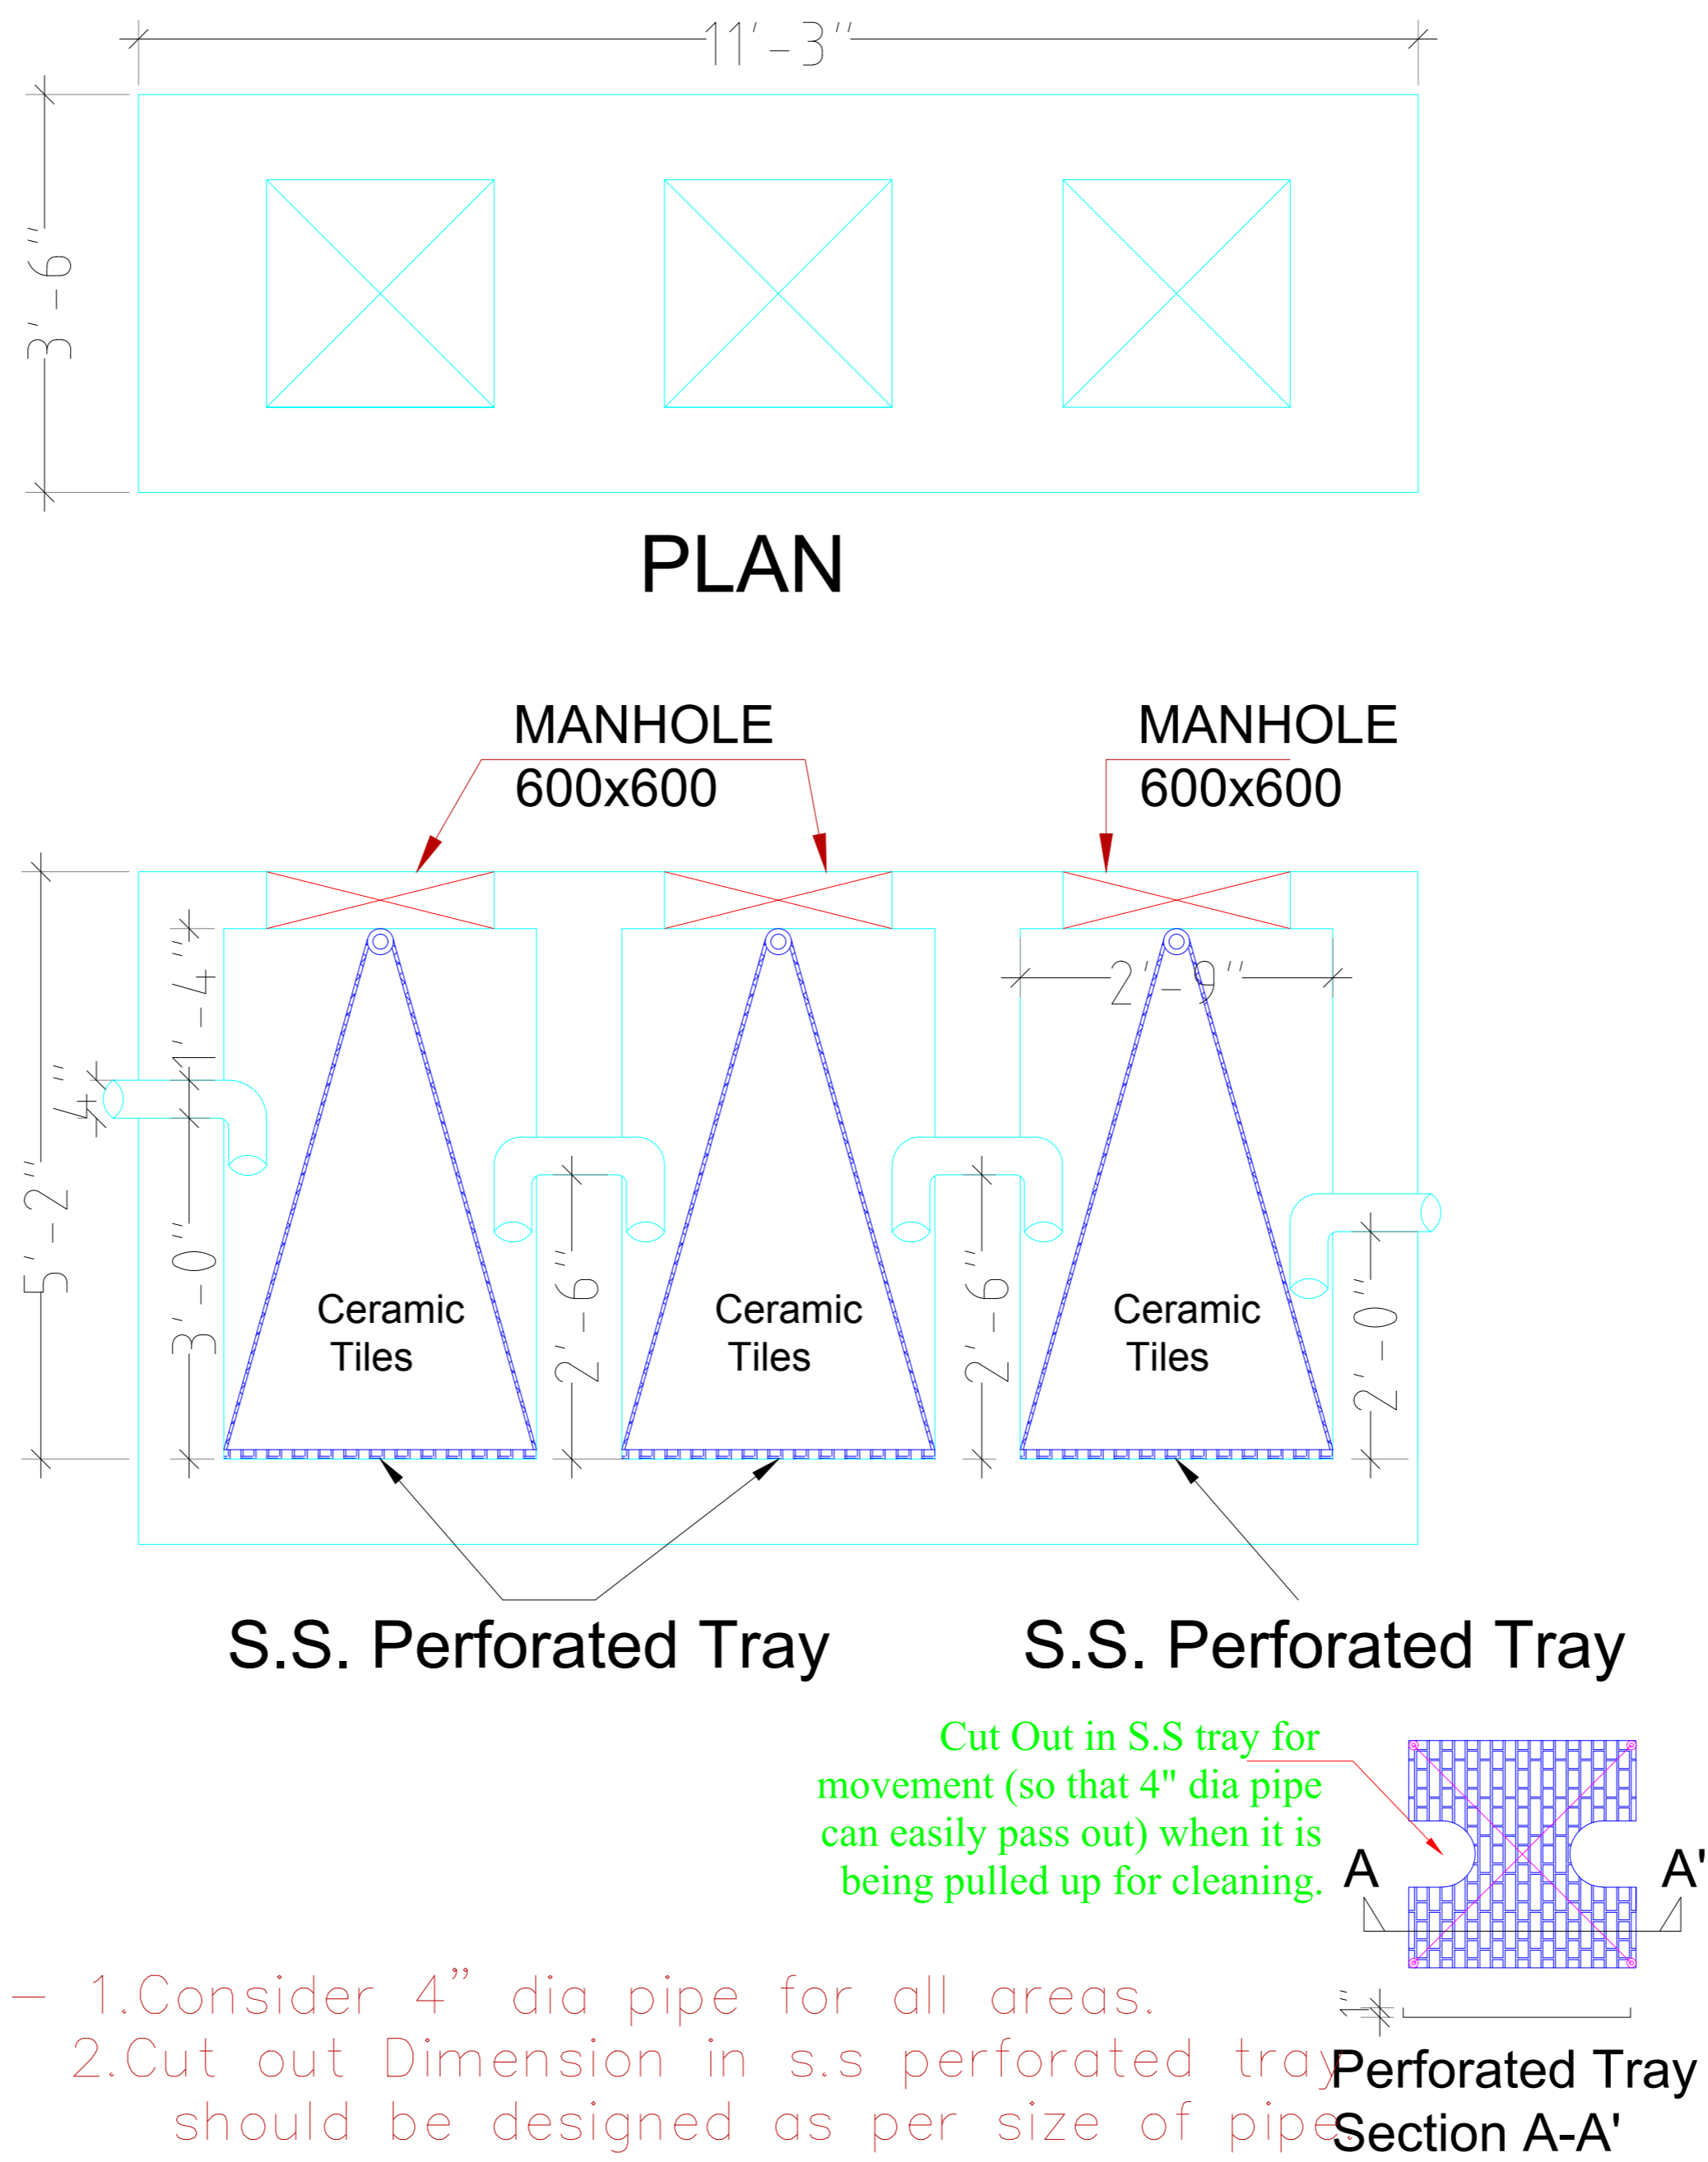 11'-3"
3'-6"
PLAN
MANHOLE
600x600
MANHOLE
600x600
5'-2"
4"
1'-4"
3'-0"
2'-9"
2'-6"
2'-6"
2'-0"
Ceramic
Tiles
Ceramic
Tiles
Ceramic
Tiles
S.S. Perforated Tray
S.S. Perforated Tray
Cut Out in S.S tray for
movement (so that 4" dia pipe
can easily pass out) when it is
being pulled up for cleaning.
A
A'
1"
Perforated Tray
Section A-A'
- 1.Consider 4” dia pipe for all areas.
2.Cut out Dimension in s.s perforated tray
should be designed as per size of pipe.